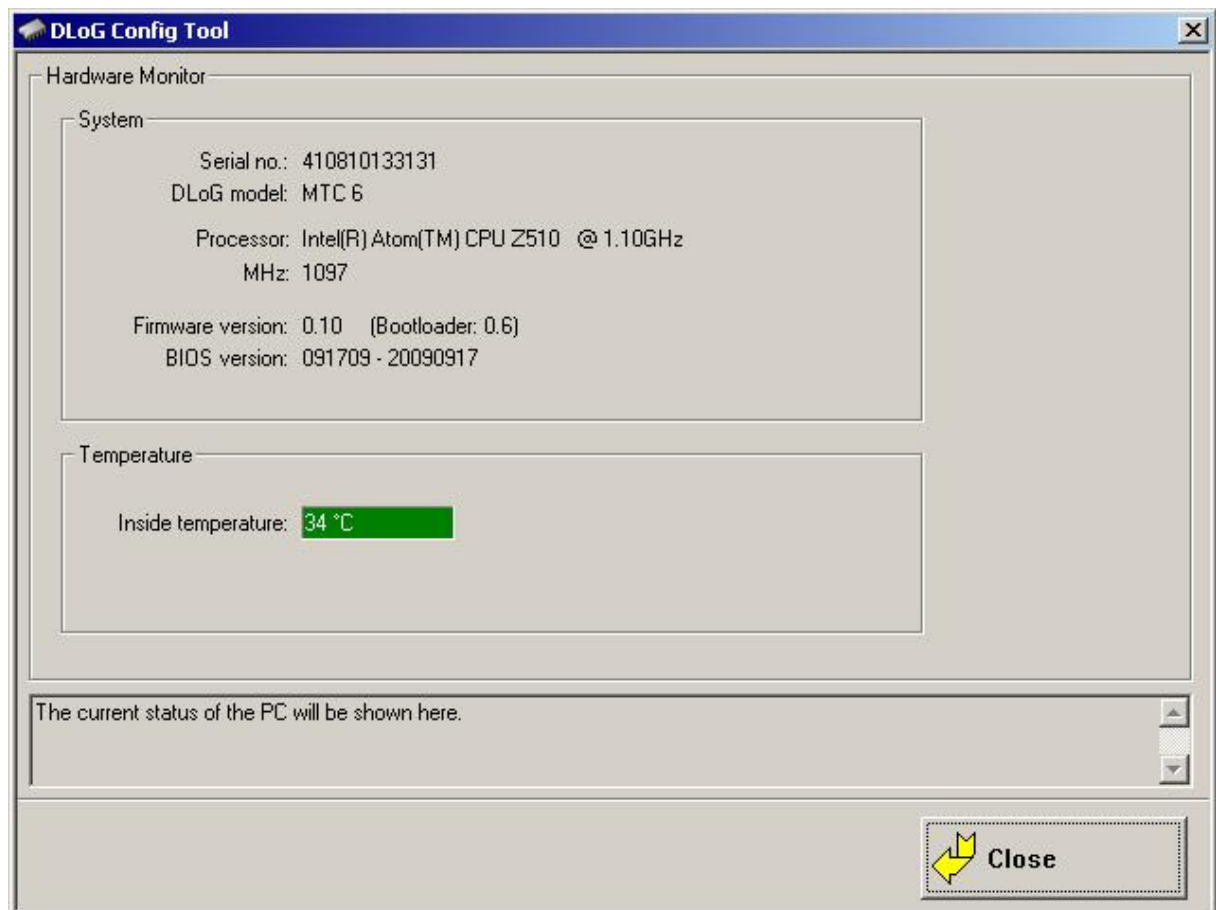 DLoG Config Tool
Hardware Monitor
System
Serial no.: 410810133131
DLoG model: MTC 6
Processor: Intel(R) Atom(TM) CPU Z510 @ 1.10GHz
MHz: 1097
Firmware version: 0.10 (Bootloader: 0.6)
BIOS version: 091709 - 20090917
Temperature
Inside temperature: 34 °C
The current status of the PC will be shown here.
Close